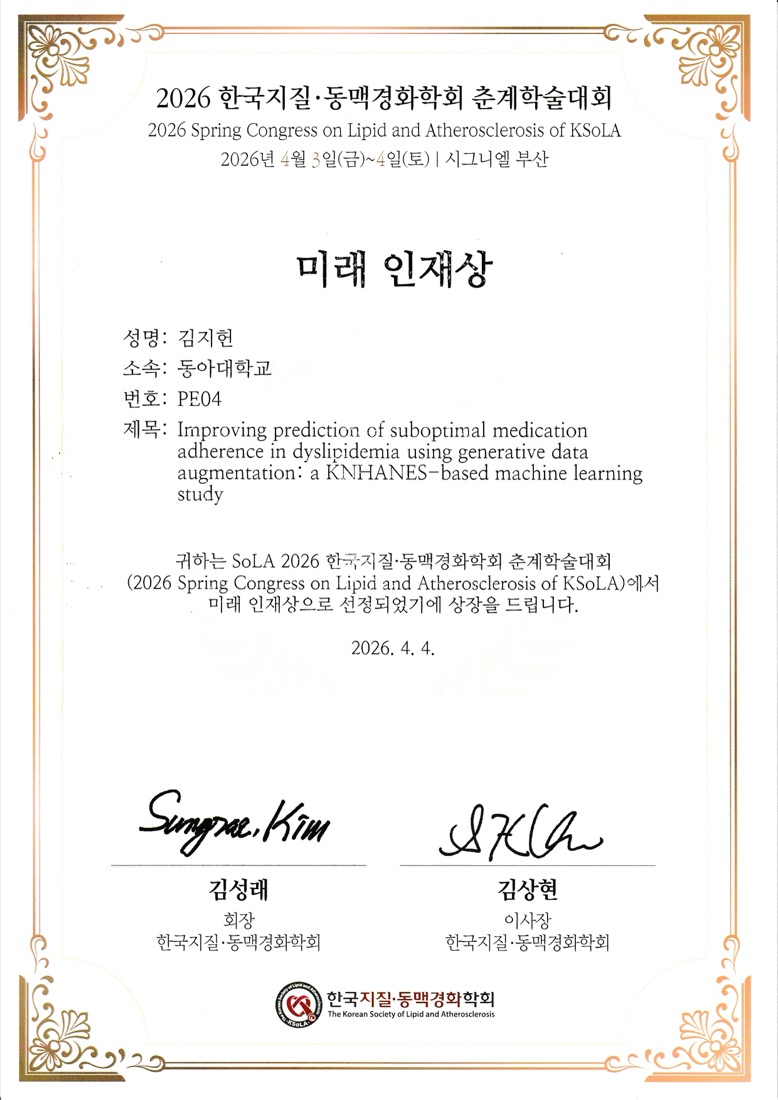 2026 한국지질·동맥경화학회 춘계학술대회
2026 Spring Congress on Lipid and Atherosclerosis of KSoLA
2026년 4월 3일(금)~4일(토) | 시그니엘 부산
미래 인재상
성명: 김지헌
소속: 동아대학교
번호: PE04
제목: Improving prediction of suboptimal medication
adherence in dyslipidemia using generative data
augmentation: a KNHANES-based machine learning
study
귀하는 SoLA 2026 한국지질·동맥경화학회 춘계학술대회
(2026 Spring Congress on Lipid and Atherosclerosis of KSoLA)에서
미래 인재상으로 선정되었기에 상장을 드립니다.
2026. 4. 4.
Sungrae, Kim
김성래
회장
한국지질·동맥경화학회
김상현
이사장
한국지질·동맥경화학회
한국지질·동맥경화학회
The Korean Society of Lipid and Atherosclerosis
KSoLA